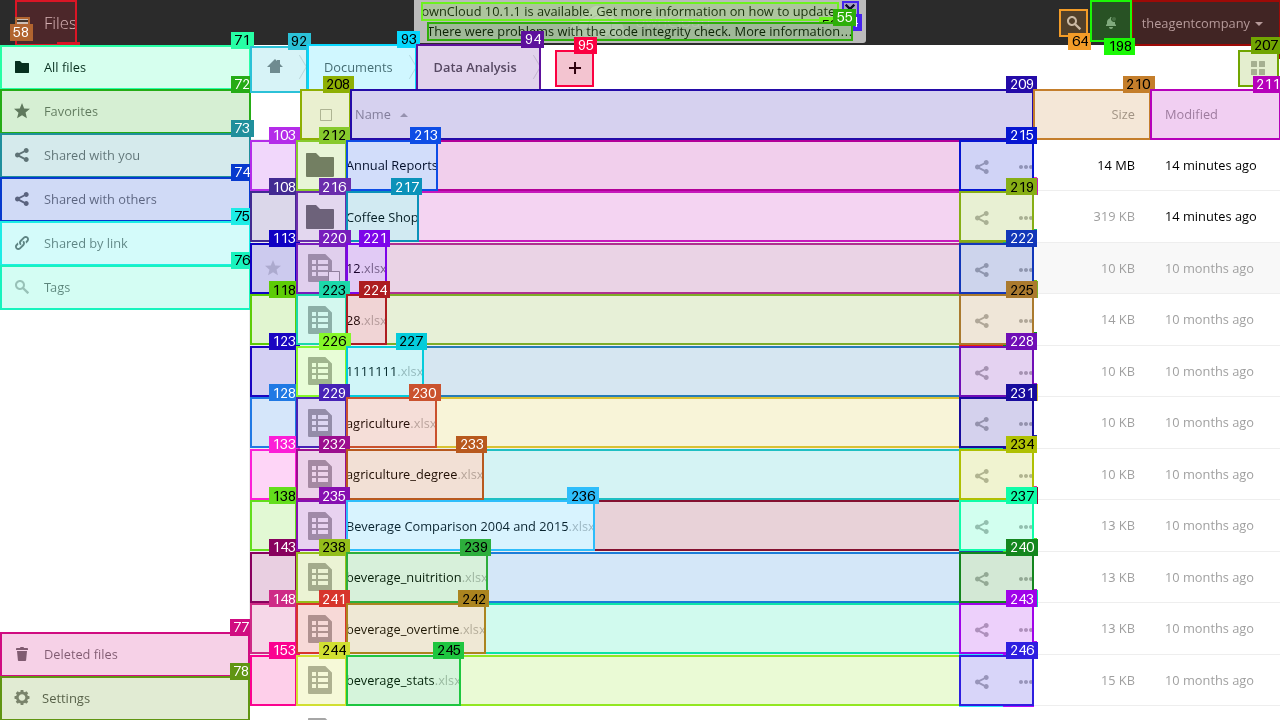 ownCloud 10.1.1 is available. Get more information on how to update
55
There were problems with the code integrity check. More information...
58
Files
64
198
theagentcompany
71
92
93
94
95
207
All files
Documents
Data Analysis
+
72
208
209
210
211
Favorites
Name
Size
Modified
73
103
212
213
215
Shared with you
Annual Reports
14 MB
14 minutes ago
74
108
216
217
219
Shared with others
Coffee Shop
319 KB
14 minutes ago
75
113
220
221
222
Shared by link
12.xlsx
10 KB
10 months ago
76
118
223
224
225
Tags
28.xlsx
14 KB
10 months ago
123
226
227
228
1111111.xlsx
10 KB
10 months ago
128
229
230
231
agriculture.xlsx
10 KB
10 months ago
133
232
233
234
agriculture_degree.xlsx
10 KB
10 months ago
138
235
236
237
Beverage Comparison 2004 and 2015.xlsx
13 KB
10 months ago
143
238
239
240
beverage_nuitrition.xlsx
13 KB
10 months ago
148
241
242
243
beverage_overtime.xlsx
13 KB
10 months ago
77
153
244
245
246
Deleted files
beverage_stats.xlsx
15 KB
10 months ago
78
Settings